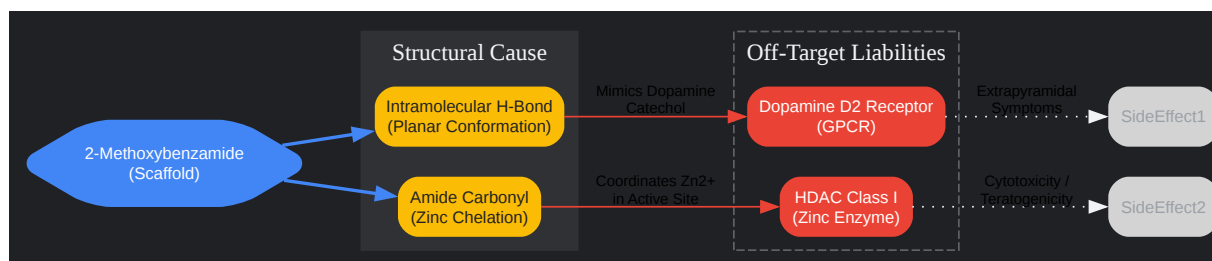 Structural Cause
Off-Target Liabilities
2-Methoxybenzamide
(Scaffold)
Intramolecular H-Bond
(Planar Conformation)
Mimics Dopamine
Catechol
Dopamine D2 Receptor
(GPCR)
Extrapyramidal
Symptoms
SideEffect1
Amide Carbonyl
(Zinc Chelation)
Coordinates Zn2+
in Active Site
HDAC Class I
(Zinc Enzyme)
Cytotoxicity /
Teratogenicity
SideEffect2